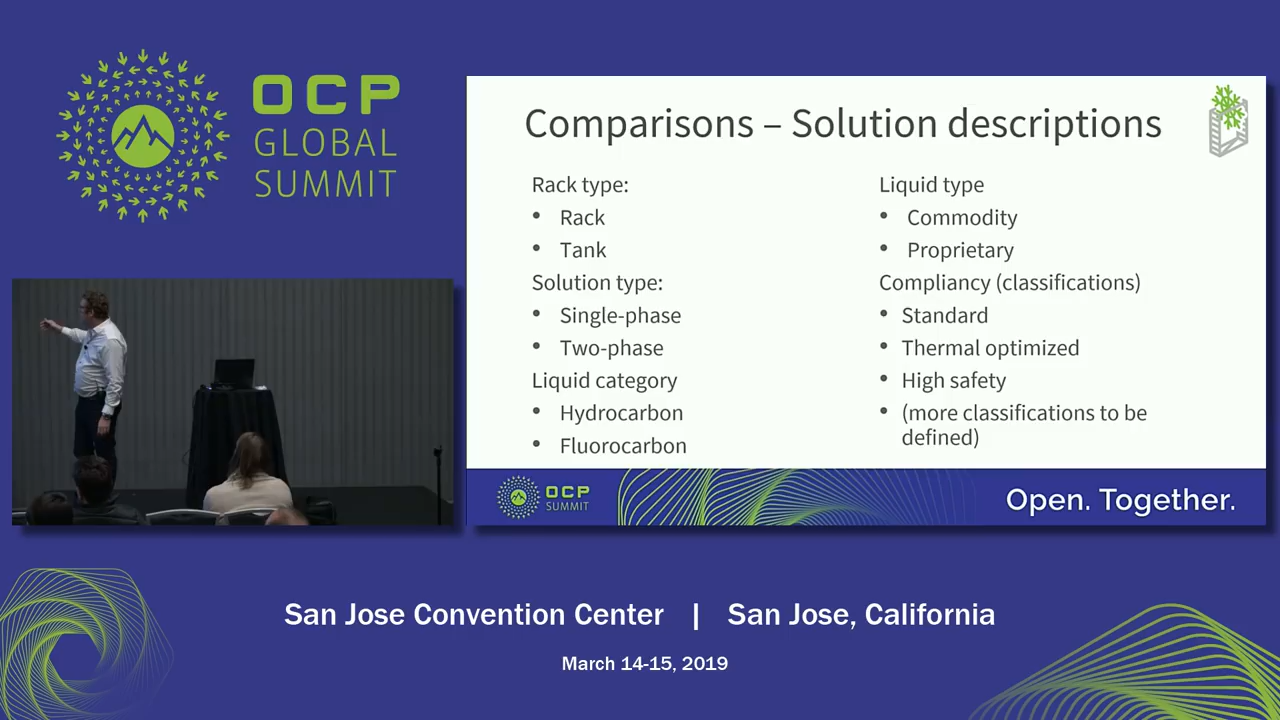 OCP
GLOBAL
SUMMIT
Comparisons – Solution descriptions
Rack type:
• Rack
• Tank
Solution type:
• Single-phase
• Two-phase
Liquid category
• Hydrocarbon
• Fluorocarbon
Liquid type
• Commodity
• Proprietary
Compliancy (classifications)
• Standard
• Thermal optimized
• High safety
• (more classifications to be
defined)
OCP
SUMMIT
Open. Together.
San Jose Convention Center | San Jose, California
March 14-15, 2019